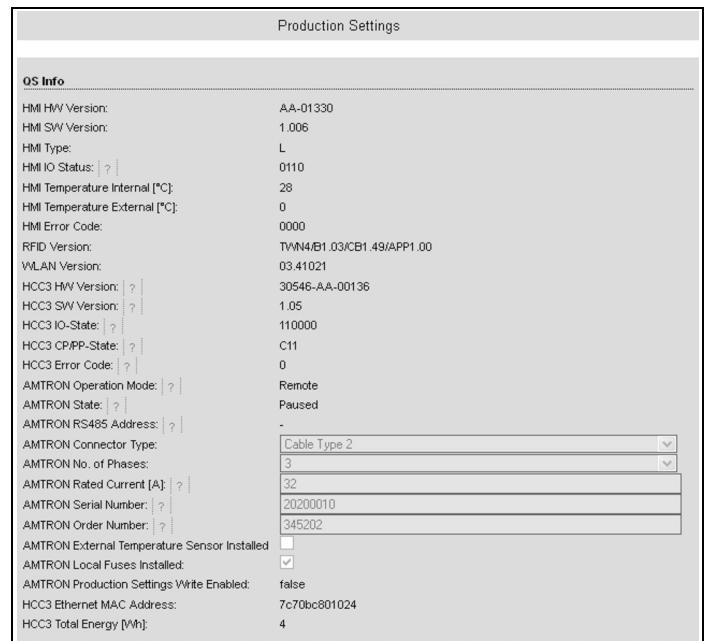 Production Settings
QS Info
HMI HW Version: AA-01330
HMI SW Version: 1.006
HMI Type: L
HMI IO Status: ? 0110
HMI Temperature Internal [°C]: 28
HMI Temperature External [°C]: 0
HMI Error Code: 0000
RFID Version: TWN4/B1.03/CB1.49/APP1.00
WLAN Version: 03.41021
HCC3 HW Version: ? 30546-AA-00136
HCC3 SW Version: ? 1.05
HCC3 IO-State: ? 110000
HCC3 CP/PP-State: ? C11
HCC3 Error Code: ? 0
AMTRON Operation Mode: ? Remote
AMTRON State: ? Paused
AMTRON RS485 Address: ? -
AMTRON Connector Type: Cable Type 2
AMTRON No. of Phases: 3
AMTRON Rated Current [A]: ? 32
AMTRON Serial Number: ? 20200010
AMTRON Order Number: ? 345202
AMTRON External Temperature Sensor Installed
AMTRON Local Fuses Installed:
AMTRON Production Settings Write Enabled: false
HCC3 Ethernet MAC Address: 7c70bc801024
HCC3 Total Energy [Wh]: 4